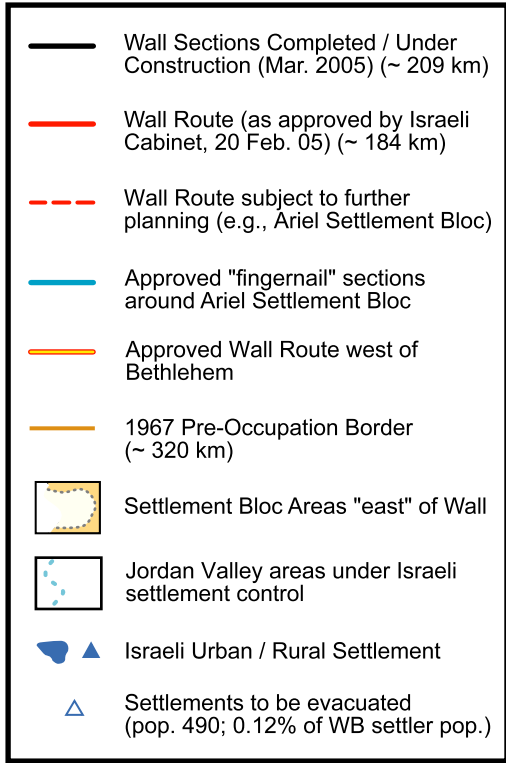 Wall Sections Completed / Under
Construction (Mar. 2005) (~ 209 km)
Wall Route (as approved by Israeli
Cabinet, 20 Feb. 05) (~ 184 km)
Wall Route subject to further
planning (e.g., Ariel Settlement Bloc)
Approved "fingernail" sections
around Ariel Settlement Bloc
Approved Wall Route west of
Bethlehem
1967 Pre-Occupation Border
(~ 320 km)
Settlement Bloc Areas "east" of Wall
Jordan Valley areas under Israeli
settlement control
Israeli Urban / Rural Settlement
Settlements to be evacuated
(pop. 490; 0.12% of WB settler pop.)